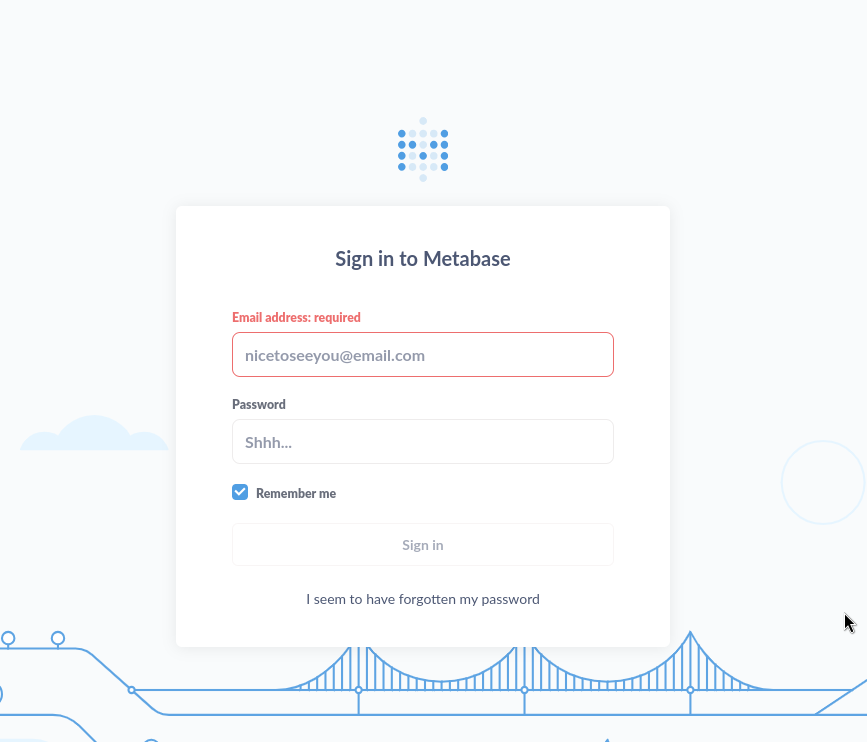 Sign in to Metabase
Email address: required
nicetoseeyou@email.com
Password
Shhh...
Remember me
Sign in
I seem to have forgotten my password